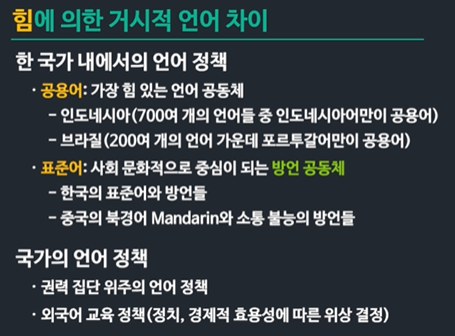 힘에 의한 거시적 언어 차이
한 국가 내에서의 언어 정책
· 공용어: 가장 힘 있는 언어 공동체
– 인도네시아(700여 개의 언어들 중 인도네시아어만이 공용어)
– 브라질(200여 개의 언어 가운데 포르투갈어만이 공용어)
· 표준어: 사회 문화적으로 중심이 되는 방언 공동체
– 한국의 표준어와 방언들
– 중국의 북경어 Mandarin와 소통 불능의 방언들
국가의 언어 정책
· 권력 집단 위주의 언어 정책
· 외국어 교육 정책(정치, 경제적 효용성에 따른 위상 결정)